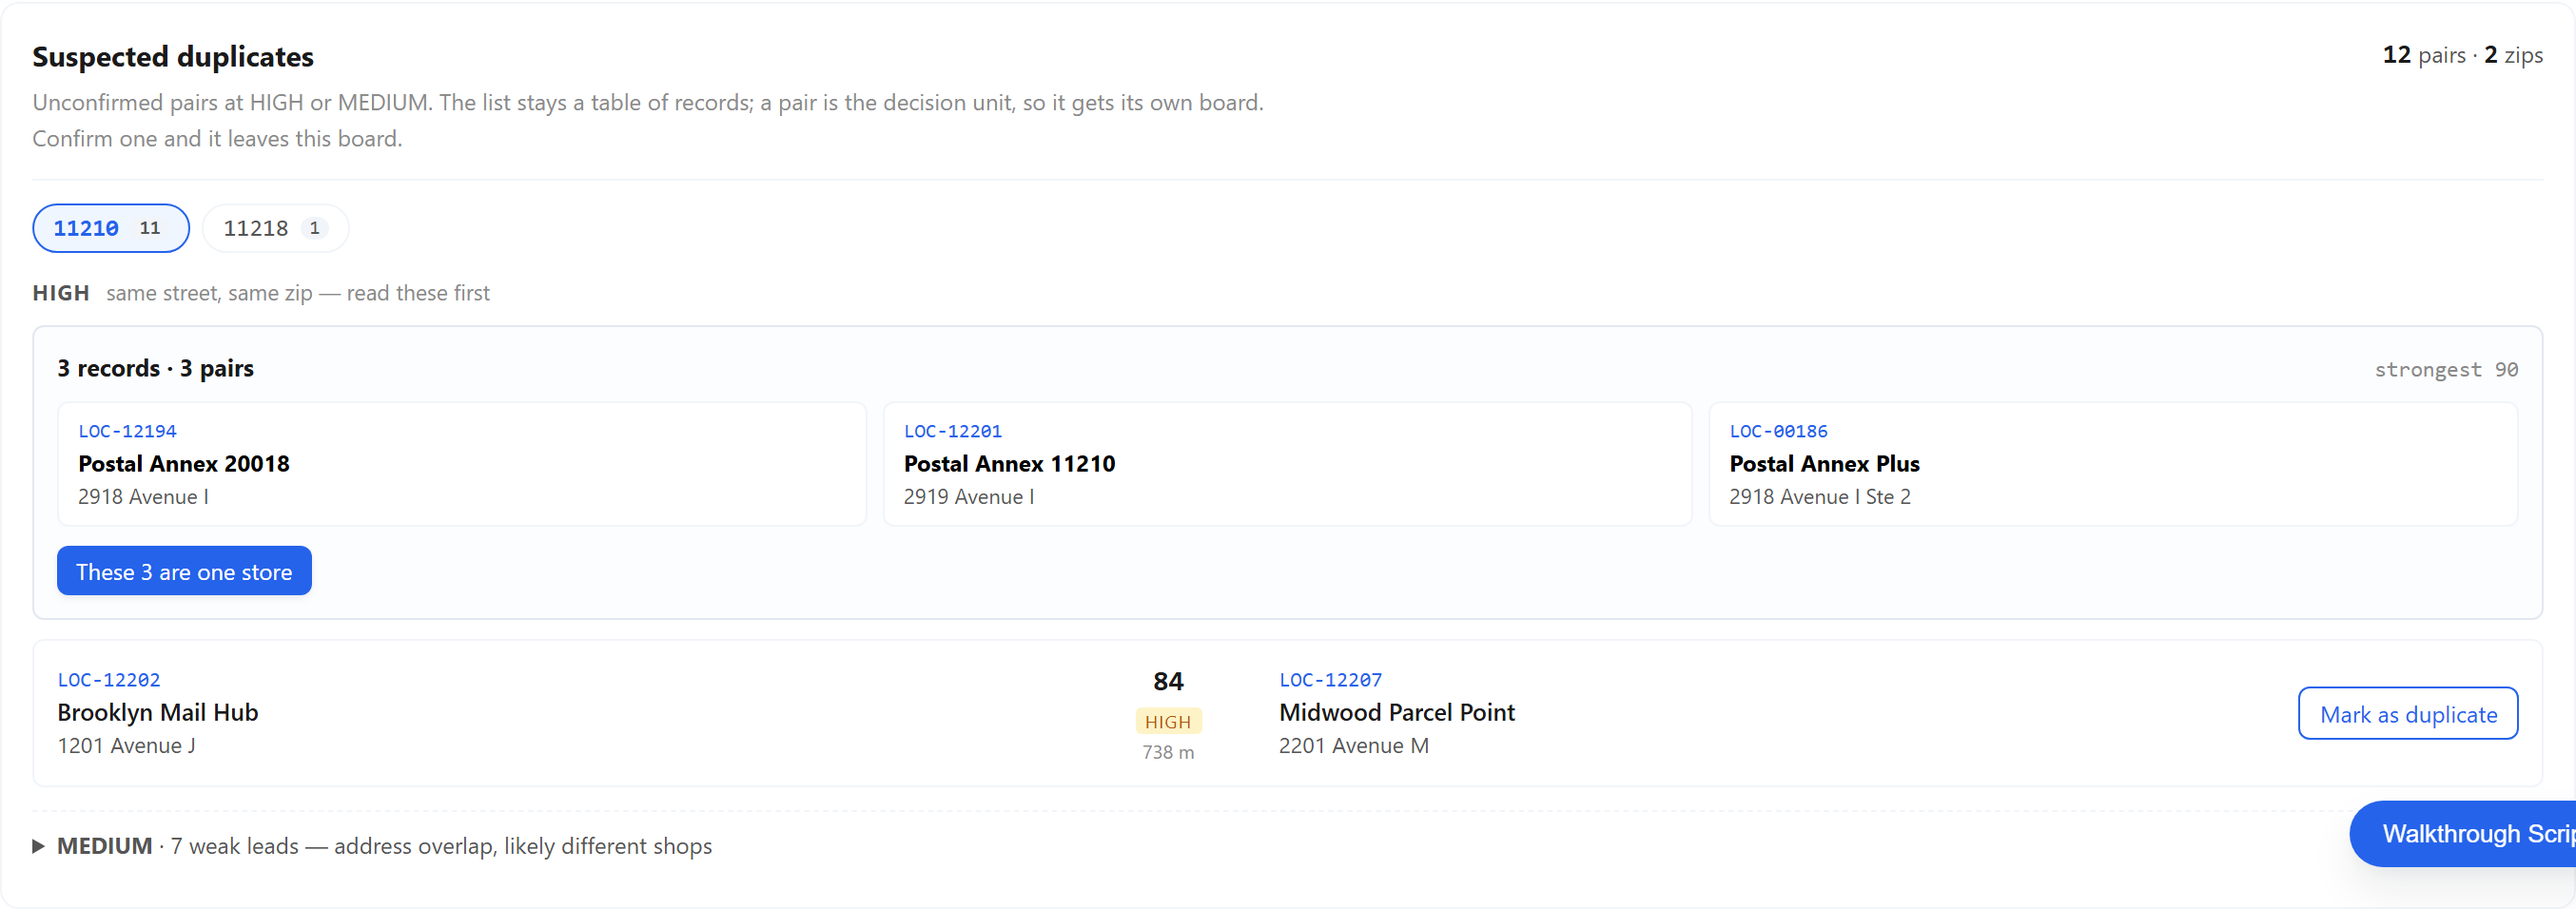 Suspected duplicates
12 pairs · 2 zips
Unconfirmed pairs at HIGH or MEDIUM. The list stays a table of records; a pair is the decision unit, so it gets its own board.
Confirm one and it leaves this board.
11210 11
11218 1
HIGH same street, same zip — read these first
3 records · 3 pairs
strongest 90
LOC-12194
Postal Annex 20018
2918 Avenue I
LOC-12201
Postal Annex 11210
2919 Avenue I
LOC-00186
Postal Annex Plus
2918 Avenue I Ste 2
These 3 are one store
LOC-12202
Brooklyn Mail Hub
1201 Avenue J
84
HIGH
738 m
LOC-12207
Midwood Parcel Point
2201 Avenue M
Mark as duplicate
▶ MEDIUM · 7 weak leads — address overlap, likely different shops
Walkthrough Scrip